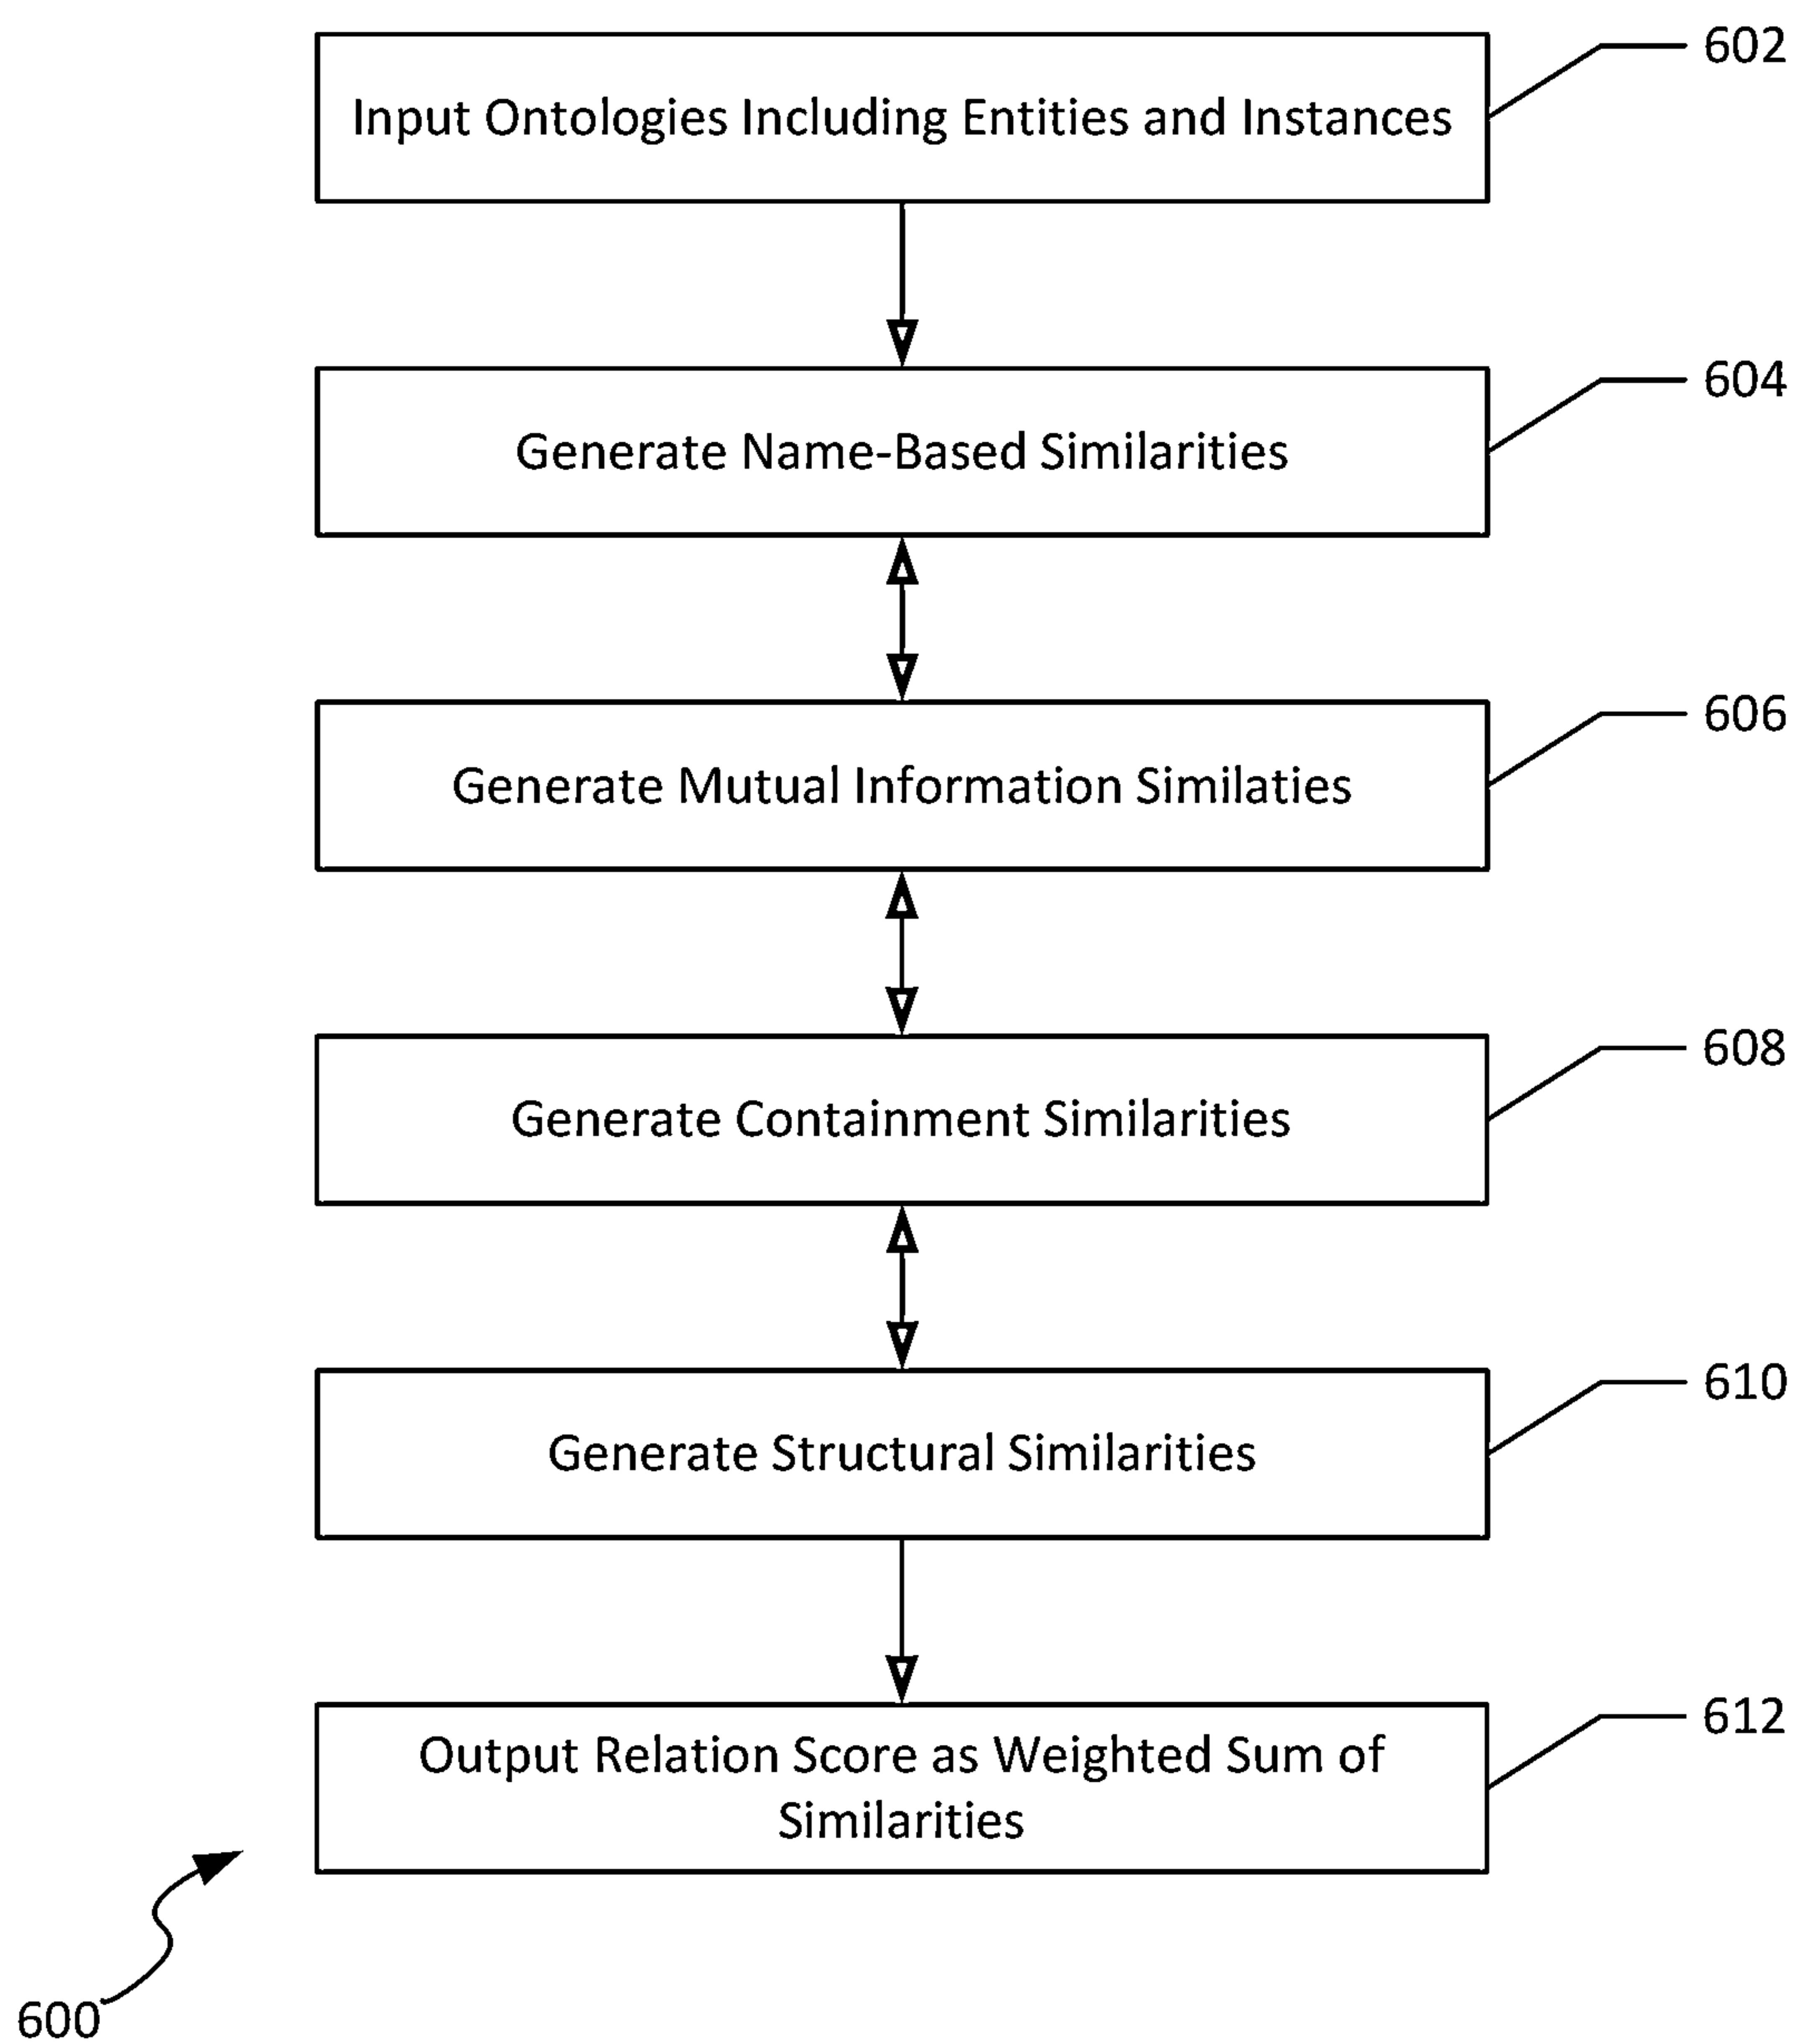 602
Input Ontologies Including Entities and Instances
604
Generate Name-Based Similarities
606
Generate Mutual Information Similaties
608
Generate Containment Similarities
610
Generate Structural Similarities
612
Output Relation Score as Weighted Sum of
Similarities
600